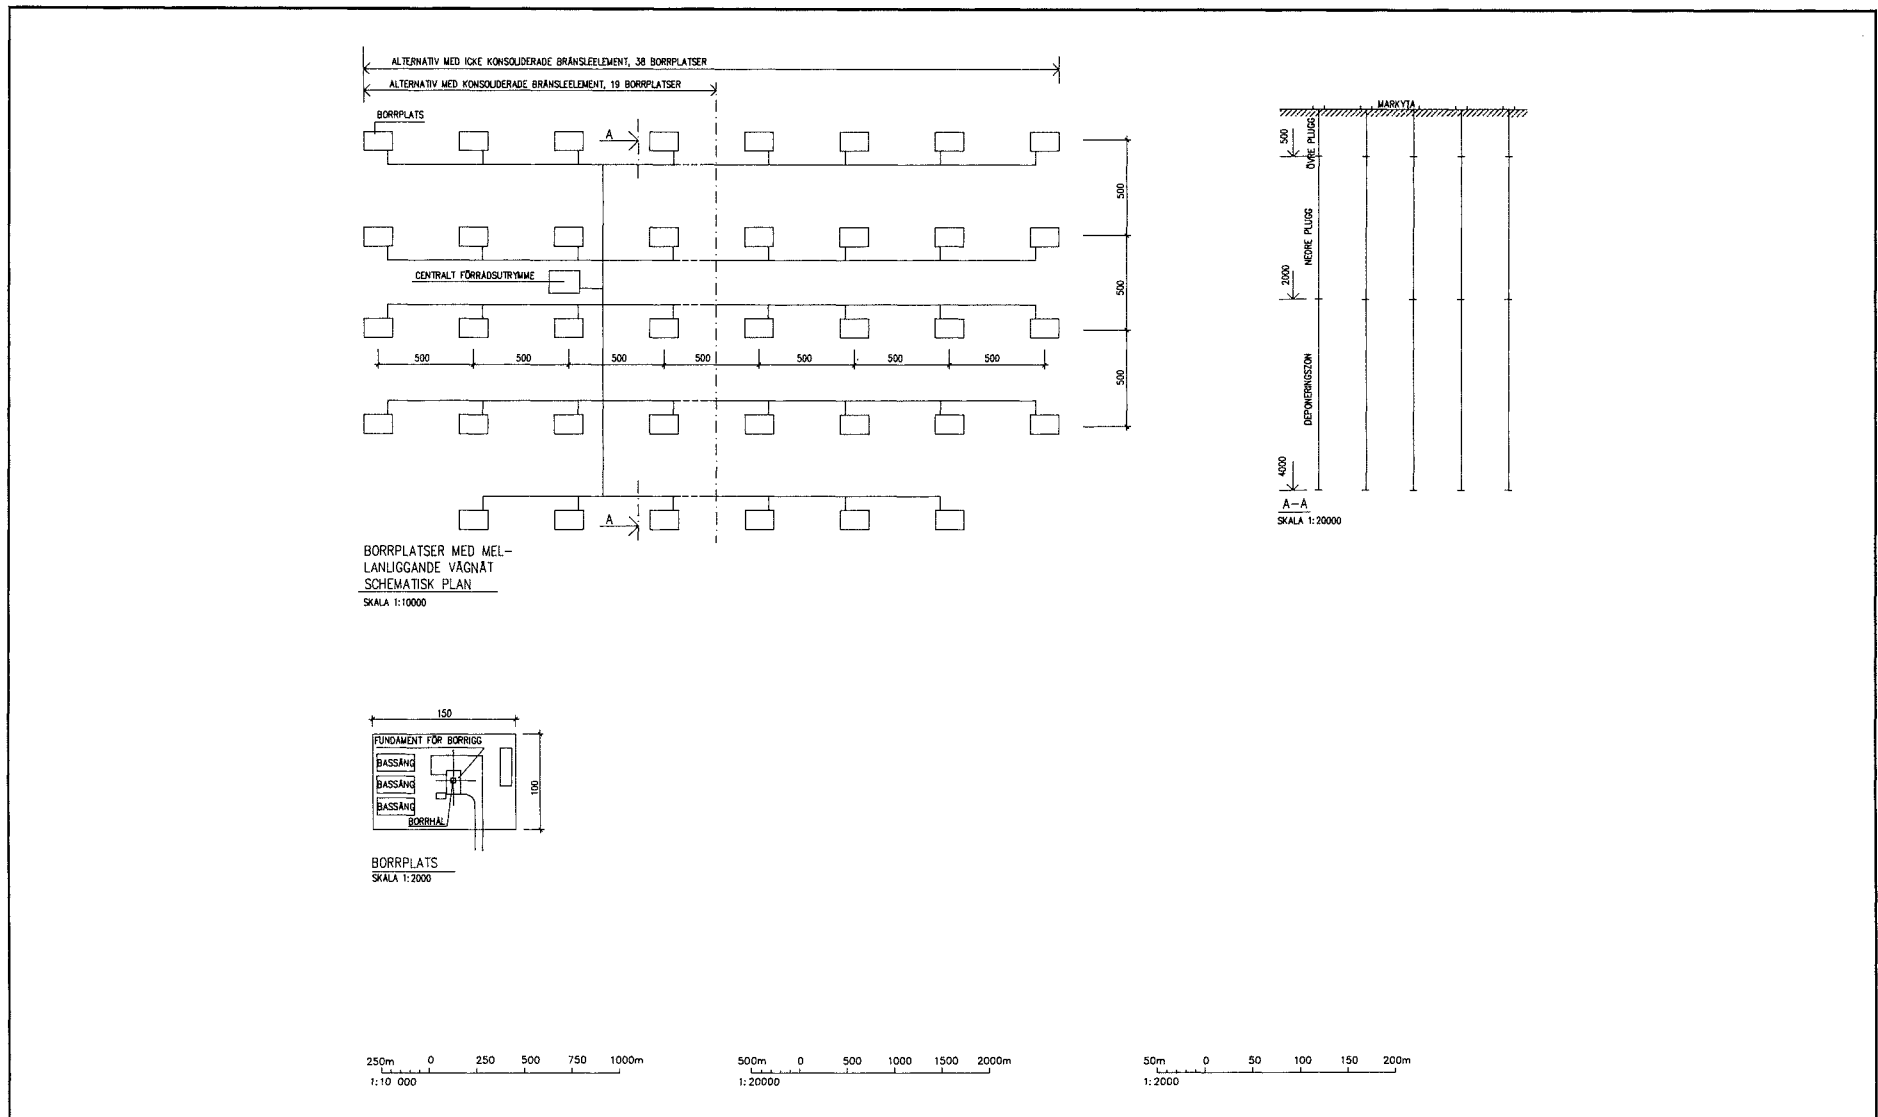 ALTERNATIV MED ICKE KONSOLIDERADE BRÄNSLEELEMENT, 38 BORRPLATSER
ALTERNATIV MED KONSOLIDERADE BRÄNSLEELEMENT, 19 BORRPLATSER
BORRPLATS
A
500
500
500
CENTRALT FÖRRÅDSUTRYMME
500 500 500 500 500 500 500
A
BORRPLATSER MED MEL-
LANLIGGANDE VÄGNÄT
SCHEMATISK PLAN
SKALA 1:10000
MARKYTA
500
ÖVRE PLUGG
NEDRE PLUGG
2000
DEPONERINGSZON
4000
A-A
SKALA 1:20000
150
FUNDAMENT FÖR BORRIGG
BASSÄNG
BASSÄNG
BASSÄNG
100
BORRHÅL
BORRPLATS
SKALA 1:2000
250m 0 250 500 750 1000m
1:10 000
500m 0 500 1000 1500 2000m
1:20000
50m 0 50 100 150 200m
1:2000